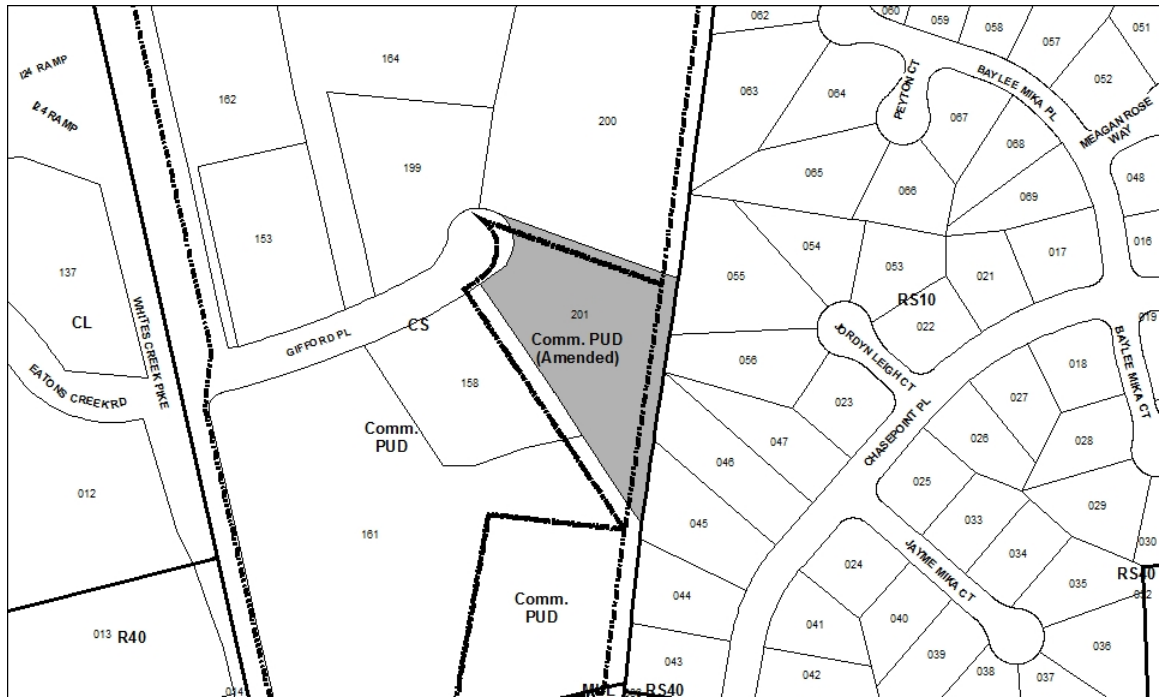 062
060
059
058
057
051
I24 RAMP
164
052
063
064
PEYTON CT
BAYLEE MIKA PL
I24 RAMP
162
200
067
MEAGAN ROSE
WAY
068
199
065
066
069
048
153
054
017
016
137
055
053
021
RS10
CL
WHITES CREEK PIKE
CS
201
Comm. PUD
(Amended)
022
019
GIFFORD PL
JORDYN LEIGH CT
BAYLEE MIKA CT
056
018
EATONS CREEK RD
158
023
027
CHASEPOINT PL
Comm.
PUD
047
026
028
046
025
012
029
045
033
161
034
030
024
JAYME MIKA CT
RS40
035
044
Comm.
PUD
041
040
013
R40
036
043
039
042
038
037
MUL
RS40